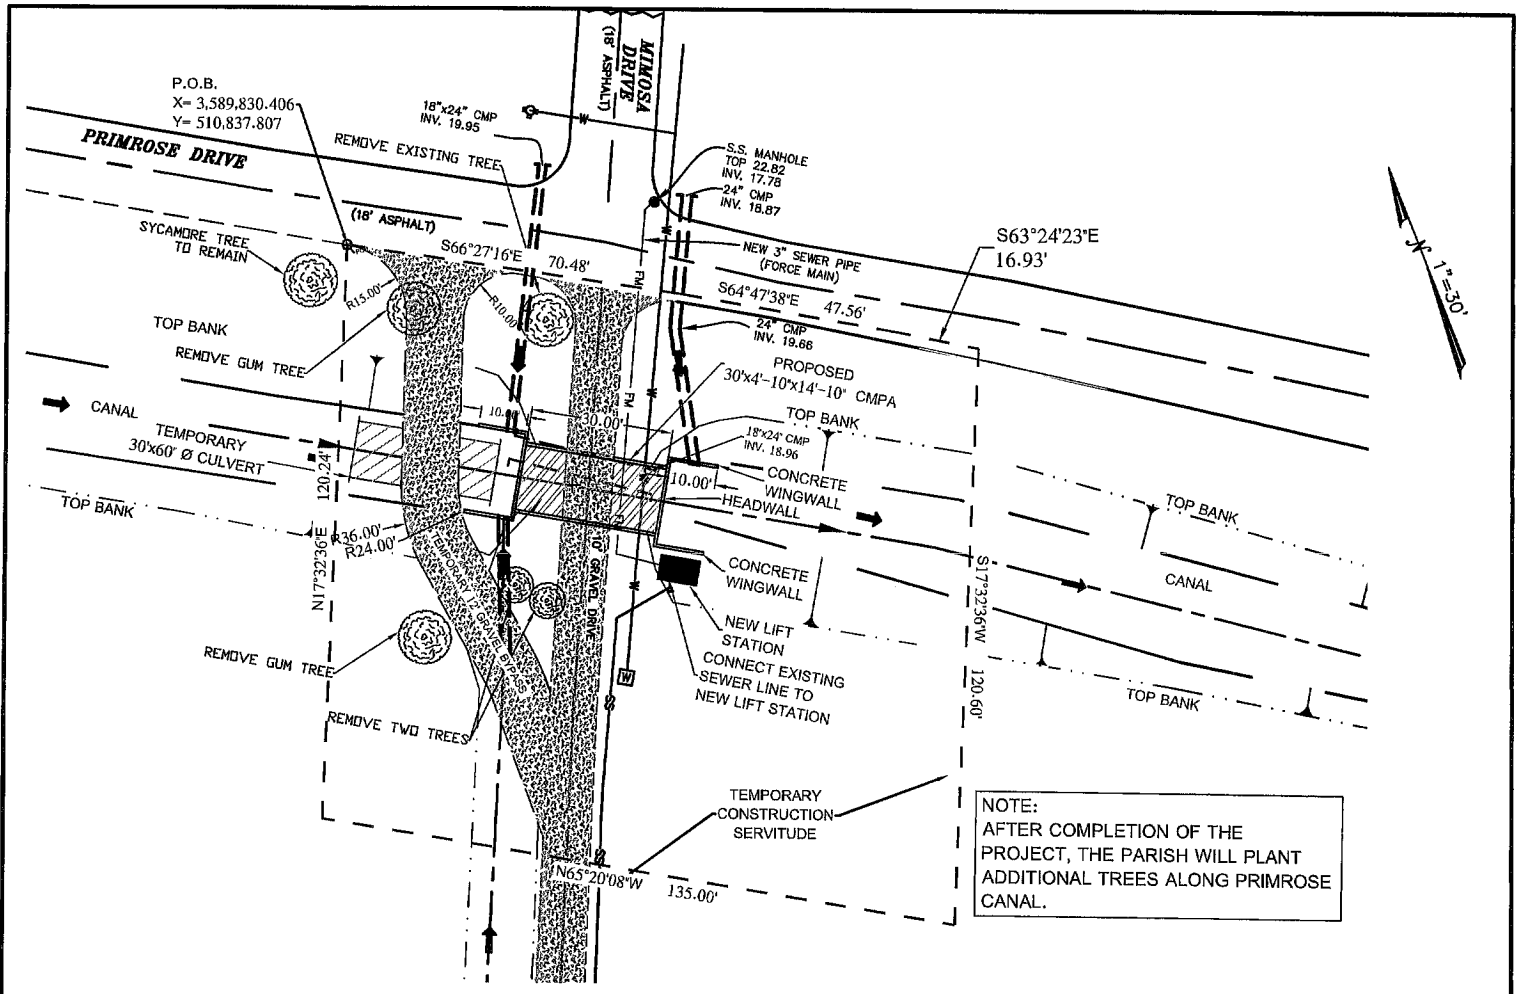 MIMOSA
DRIVE
(18' ASPHALT)
P.O.B.
X= 3,589,830.406
Y= 510,837.807
PRIMROSE DRIVE
(18' ASPHALT)
18"x24" CMP
INV. 19.95
REMOVE EXISTING TREE
W
S.S. MANHOLE
TOP 22.82
INV. 17.78
24" CMP
INV. 18.87
SYCAMORE TREE
TO REMAIN
S66°27'16"E 70.48'
NEW 3" SEWER PIPE
(FORCE MAIN)
S63°24'23"E
16.93'
N 1"=30'
W
FM
S64°47'38"E 47.56'
R15.00'
R10.00'
24" CMP
INV. 19.66
TOP BANK
REMOVE GUM TREE
PROPOSED
30'x4'-10"x14'-10" CMPA
CANAL
W
FM
TOP BANK
30.00'
TEMPORARY
30'x60" Ø CULVERT
18"x24" CMP
INV. 18.96
10.00'
CONCRETE
WINGWALL
HEADWALL
TOP BANK
TOP BANK
N17°32'36"E 120.24'
R36.00'
R24.00'
TEMPORARY 12' GRAVEL BYPASS
10' GRAVEL DRIVE
W
CONCRETE
WINGWALL
S17°32'36"W 120.60'
CANAL
NEW LIFT
STATION
REMOVE GUM TREE
CONNECT EXISTING
SEWER LINE TO
NEW LIFT STATION
W
SS
TOP BANK
REMOVE TWO TREES
TEMPORARY
CONSTRUCTION
SERVITUDE
SS
N65°20'08"W 135.00'
NOTE:
AFTER COMPLETION OF THE
PROJECT, THE PARISH WILL PLANT
ADDITIONAL TREES ALONG PRIMROSE
CANAL.